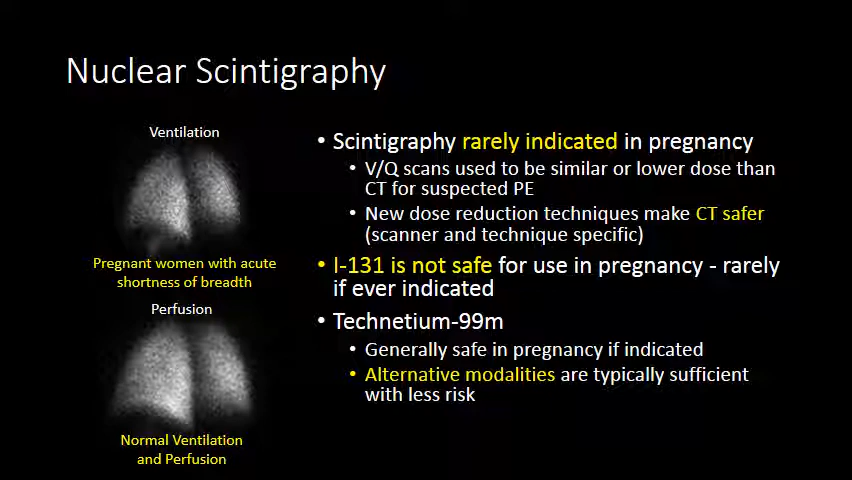 Nuclear Scintigraphy
Ventilation
Pregnant women with acute
shortness of breadth
Perfusion
Normal Ventilation
and Perfusion
• Scintigraphy rarely indicated in pregnancy
• V/Q scans used to be similar or lower dose than
CT for suspected PE
• New dose reduction techniques make CT safer
(scanner and technique specific)
• I-131 is not safe for use in pregnancy - rarely
if ever indicated
• Technetium-99m
• Generally safe in pregnancy if indicated
• Alternative modalities are typically sufficient
with less risk